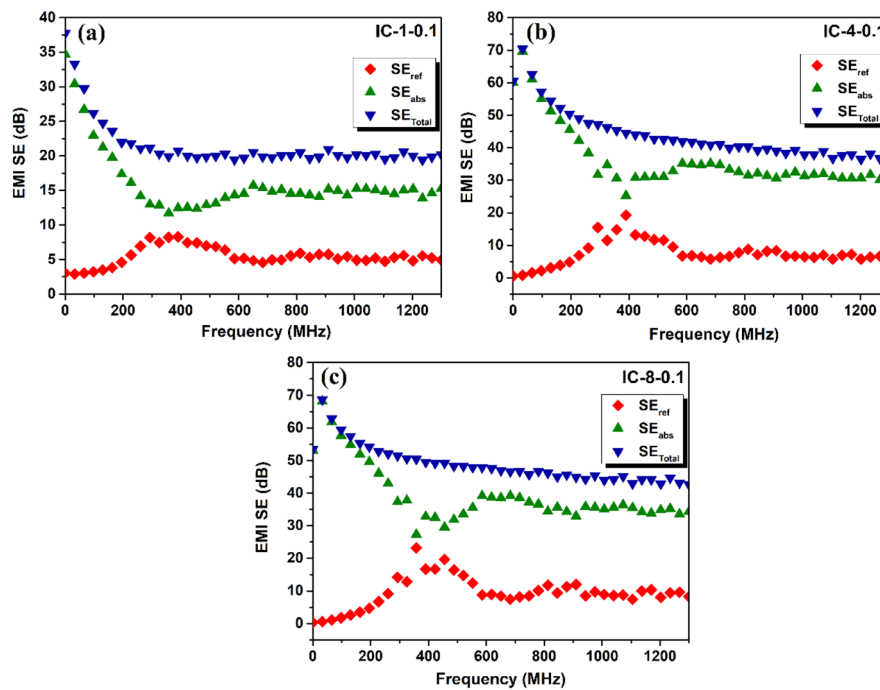 (a)
IC-1-0.1
SEref
SEabs
SETotal
EMI SE (dB)
40
35
30
25
20
15
10
5
0
0 200 400 600 800 1000 1200
Frequency (MHz)
(b)
IC-4-0.1
SEref
SEabs
SETotal
EMI SE (dB)
80
70
60
50
40
30
20
10
0
0 200 400 600 800 1000 1200
Frequency (MHz)
(c)
IC-8-0.1
SEref
SEabs
SETotal
EMI SE (dB)
80
70
60
50
40
30
20
10
0
0 200 400 600 800 1000 1200
Frequency (MHz)